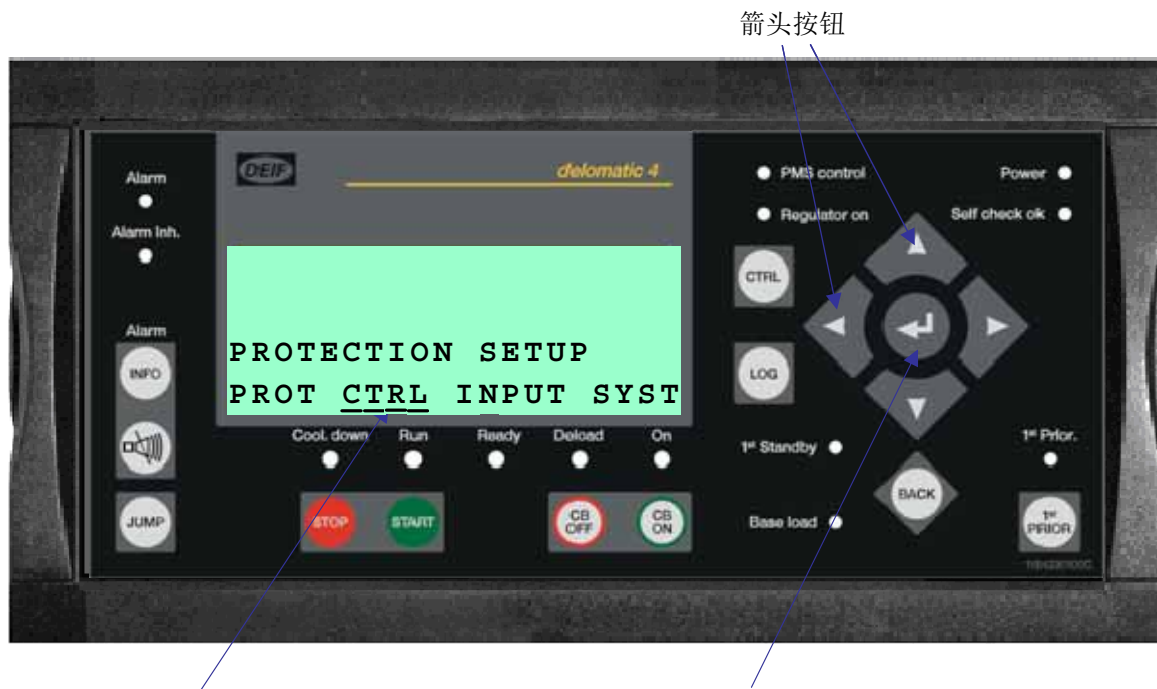 箭头按钮
DEIF
delomatic 4
Alarm
Alarm Inh.
PMS control
Power
Regulator on
Self check ok
CTRL
PROTECTION SETUP
PROT CTRL INPUT SYST
Alarm
INFO
LOG
JUMP
Cool. down
Run
Ready
Deload
On
STOP
START
CB OFF
CB ON
1st Standby
1st Prior.
BACK
Base load
1st PRIOR